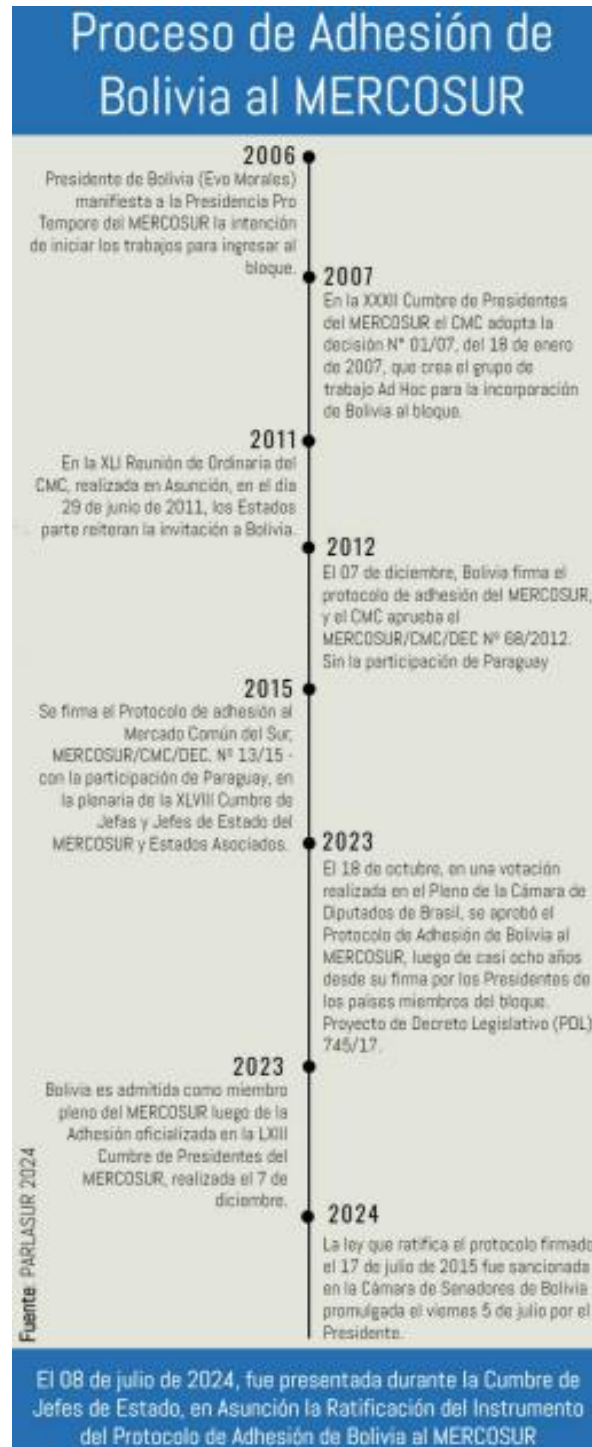 Proceso de Adhesión de
Bolivia al MERCOSUR
2006
Presidente de Bolivia (Evo Morales)
manifiesta a la Presidencia Pro
Tempore del MERCOSUR la intención
de iniciar los trabajos para ingresar al
bloque.
2007
En la XXXII Cumbre de Presidentes
del MERCOSUR el CMC adopta la
decisión N° 01/07, del 18 de enero
de 2007, que crea el grupo de
trabajo Ad Hoc para la incorporación
de Bolivia al bloque.
2011
En la XLI Reunión de Ordinaria del
CMC, realizada en Asunción, en el día
29 de junio de 2011, los Estados
parte reiteran la invitación a Bolivia.
2012
El 07 de diciembre, Bolivia firma el
protocolo de adhesión del MERCOSUR,
y el CMC aprueba el
MERCOSUR/CMC/DEC Nº 68/2012.
Sin la participación de Paraguay
2015
Se firma el Protocolo de adhesión al
Mercado Común del Sur,
MERCOSUR/CMC/DEC. Nº 13/15 -
con la participación de Paraguay, en
la plenaria de la XLVIII Cumbre de
Jefas y Jefes de Estado del
MERCOSUR y Estados Asociados.
2023
El 18 de octubre, en una votación
realizada en el Pleno de la Cámara de
Diputados de Brasil, se aprobó el
Protocolo de Adhesión de Bolivia al
MERCOSUR, luego de casi ocho años
desde su firma por los Presidentes de
los países miembros del bloque.
Proyecto de Decreto Legislativo (PDL)
745/17.
2023
Bolivia es admitida como miembro
pleno del MERCOSUR luego de la
Adhesión oficializada en la LXIII
Cumbre de Presidentes del
MERCOSUR, realizada el 7 de
diciembre.
2024
La ley que ratifica el protocolo firmado
el 17 de julio de 2015 fue sancionada
en la Cámara de Senadores de Bolivia
promulgada el viernes 5 de julio por el
Presidente.
Fuente: PARLASUR 2024
El 08 de julio de 2024, fue presentada durante la Cumbre de
Jefes de Estado, en Asunción la Ratificación del Instrumento
del Protocolo de Adhesión de Bolivia al MERCOSUR